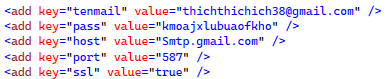 <add key="tenmail" value="thichthichich38@gmail.com" />
<add key="pass" value="kmoajxlubuaofkho" />
<add key="host" value="Smtp.gmail.com" />
<add key="port" value="587" />
<add key="ssl" value="true" />